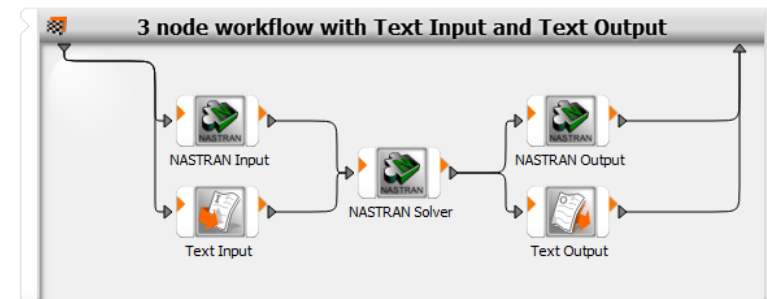 3 node workflow with Text Input and Text Output
NASTRAN
NASTRAN Input
NASTRAN
NASTRAN Output
NASTRAN
NASTRAN Solver
Text Input
Text Output